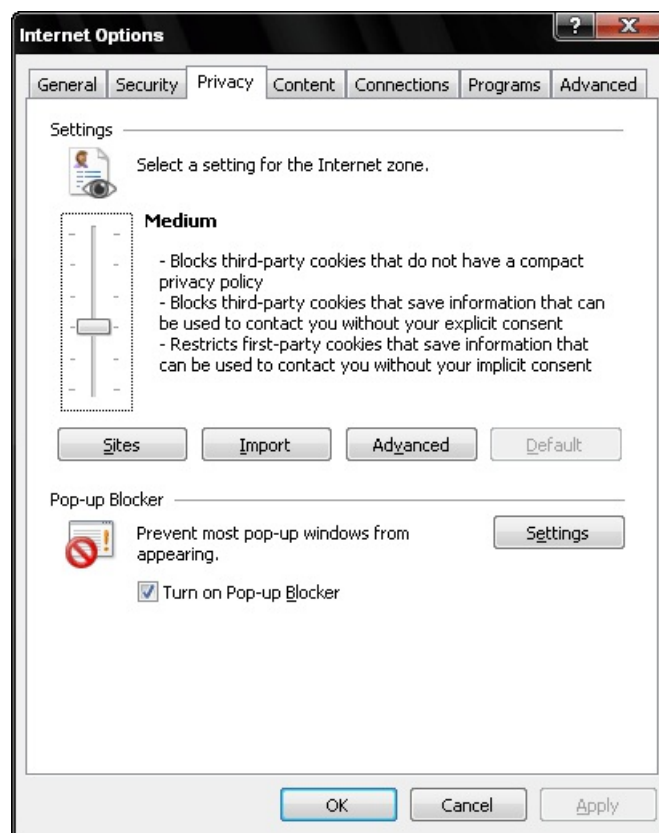 Internet Options
?
X
General Security Privacy Content Connections Programs Advanced
Settings
Select a setting for the Internet zone.
Medium
- Blocks third-party cookies that do not have a compact
privacy policy
- Blocks third-party cookies that save information that can
be used to contact you without your explicit consent
- Restricts first-party cookies that save information that
can be used to contact you without your implicit consent
Sites Import Advanced Default
Pop-up Blocker
Prevent most pop-up windows from
appearing.
Settings
Turn on Pop-up Blocker
OK Cancel Apply